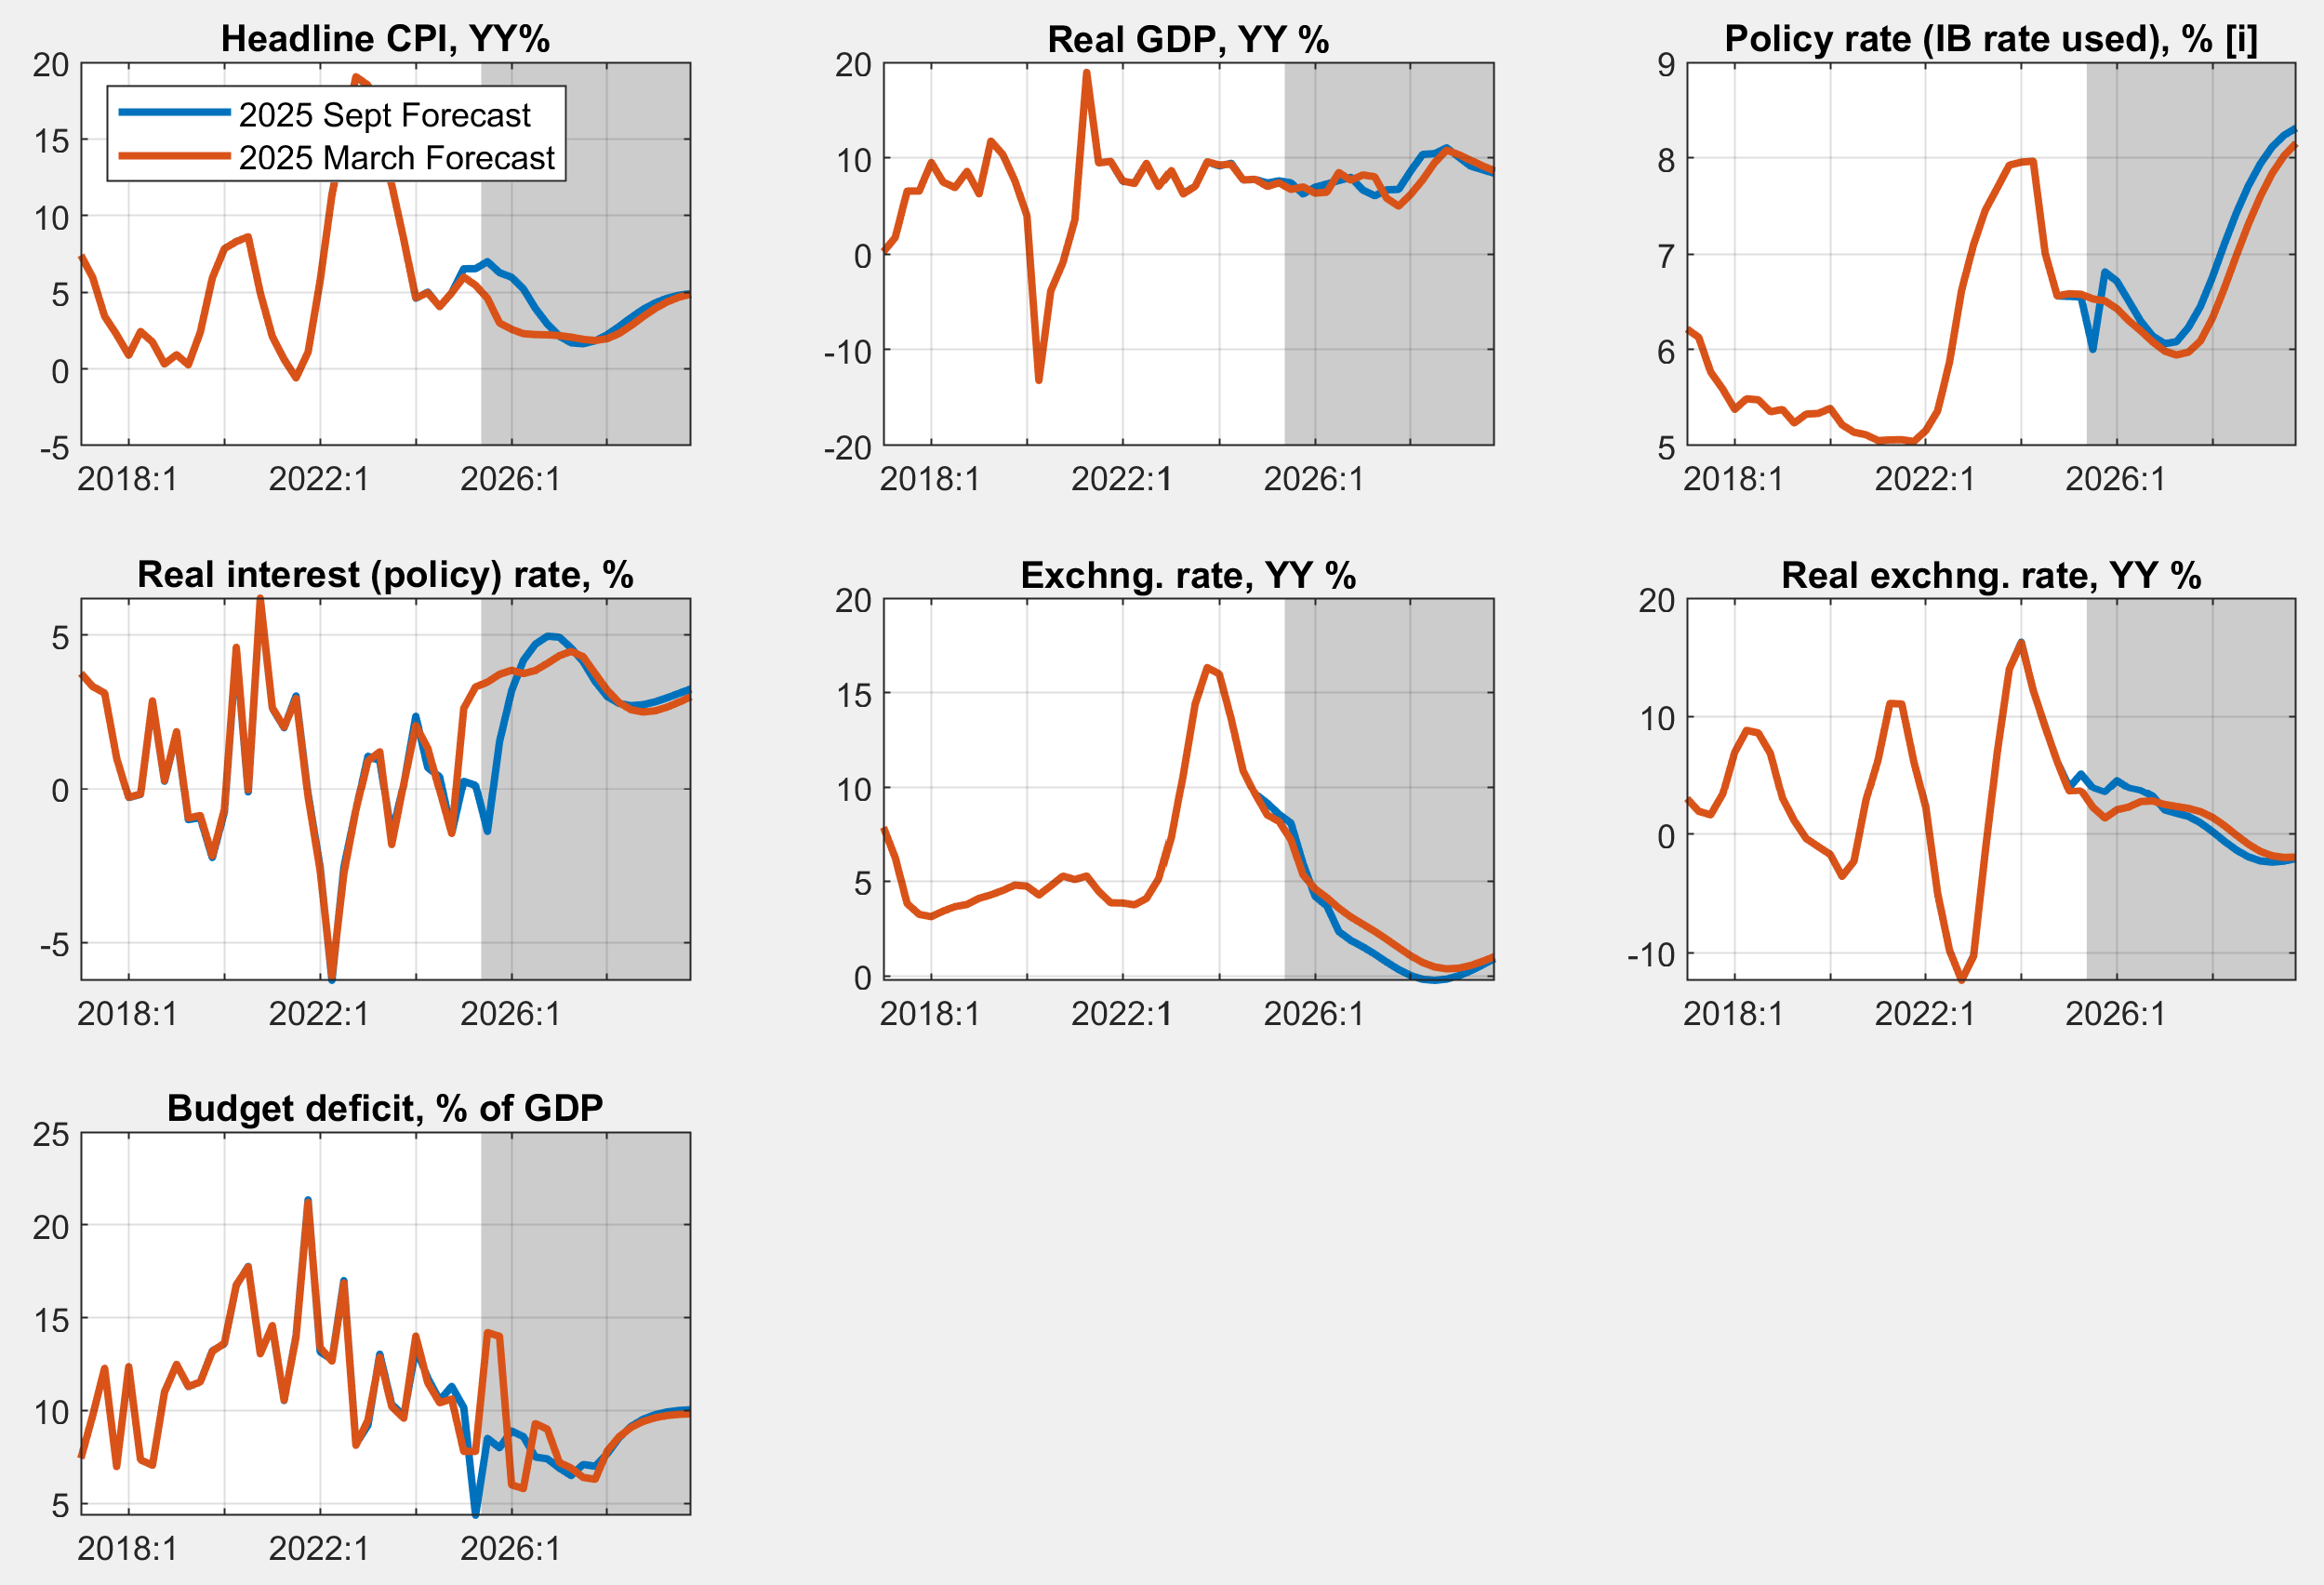 Headline CPI, YY%
20
15
10
5
0
-5
2018:1 2022:1 2026:1
2025 Sept Forecast
2025 March Forecast
Real GDP, YY %
20
10
0
-10
-20
2018:1 2022:1 2026:1
Policy rate (IB rate used), % [i]
9
8
7
6
5
2018:1 2022:1 2026:1
Real interest (policy) rate, %
5
0
-5
2018:1 2022:1 2026:1
Exchng. rate, YY %
20
15
10
5
0
2018:1 2022:1 2026:1
Real exchng. rate, YY %
20
10
0
-10
2018:1 2022:1 2026:1
Budget deficit, % of GDP
25
20
15
10
5
2018:1 2022:1 2026:1